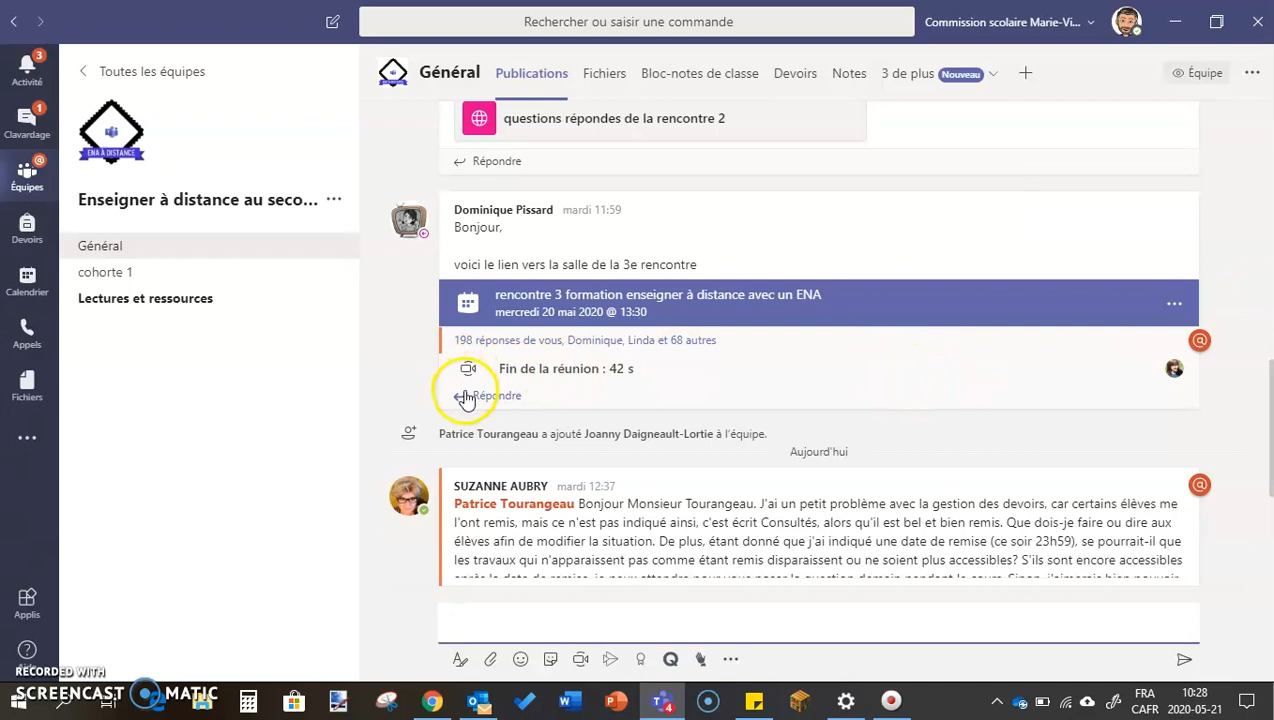 Rechercher ou saisir une commande
Commission scolaire Marie-Vi...
Activité
3
Clavardage
1
Équipes
Devoirs
Calendrier
Appels
Fichiers
Applis
Toutes les équipes
ENA À DISTANCE
Enseigner à distance au seco...
Général
cohorte 1
Lectures et ressources
Général
Publications
Fichiers
Bloc-notes de classe
Devoirs
Notes
3 de plus
Nouveau
Équipe
questions répondes de la rencontre 2
Répondre
Dominique Pissard mardi 11:59
Bonjour,
voici le lien vers la salle de la 3e rencontre
rencontre 3 formation enseigner à distance avec un ENA
mercredi 20 mai 2020 @ 13:30
198 réponses de vous, Dominique, Linda et 68 autres
Fin de la réunion : 42 s
Répondre
Patrice Tourangeau a ajouté Joanny Daigneault-Lortie à l'équipe.
Aujourd'hui
SUZANNE AUBRY mardi 12:37
Patrice Tourangeau Bonjour Monsieur Tourangeau. J'ai un petit problème avec la gestion des devoirs, car certains élèves me
l'ont remis, mais ce n'est pas indiqué ainsi, c'est écrit Consultés, alors qu'il est bel et bien remis. Que dois-je faire ou dire aux
élèves afin de modifier la situation. De plus, étant donné que j'ai indiqué une date de remise (ce soir 23h59), se pourrait-il que
les travaux qui n'apparaissent pas comme étant remis disparaissent ou ne soient plus accessibles? S'ils sont encore accessibles
RECORDED WITH
SCREENCAST MATIC
4
FRA
CAFR
10:28
2020-05-21